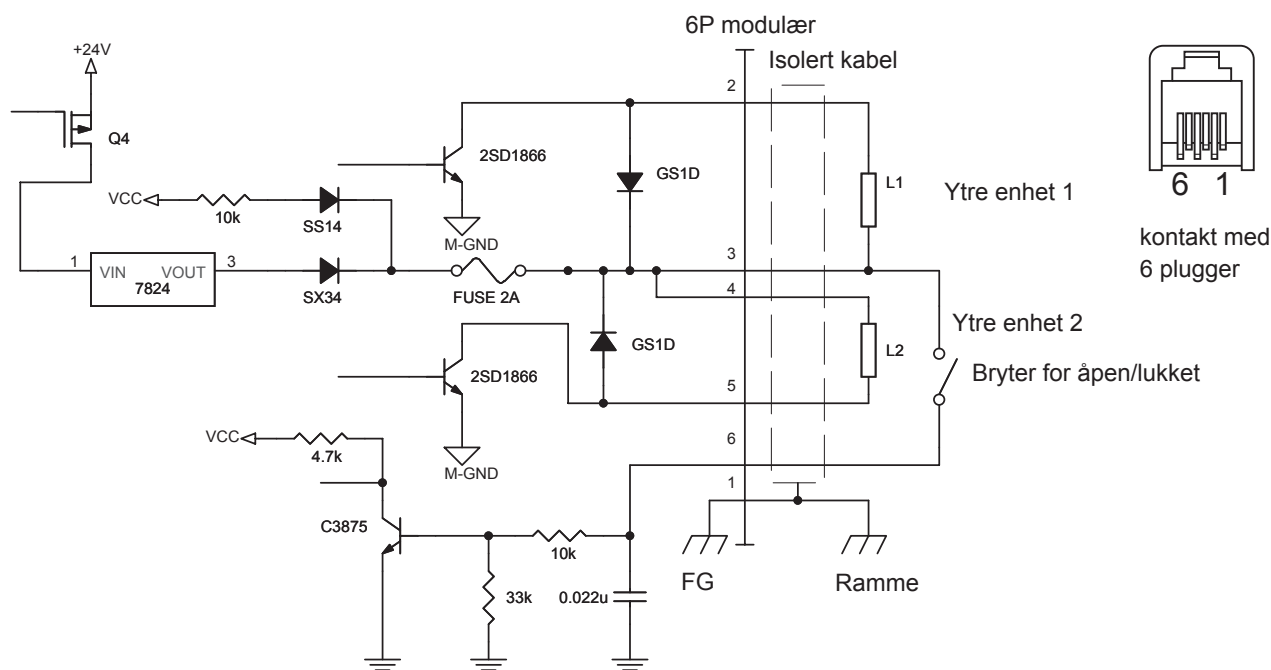 6P modulær
Isolert kabel
+24V
Q4
2
2SD1866
GS1D
L1
Ytre enhet 1
6 1
kontakt med
6 plugger
VCC
10k
SS14
M-GND
1
VIN
VOUT
7824
3
SX34
FUSE 2A
3
4
Ytre enhet 2
GS1D
L2
2SD1866
Bryter for åpen/lukket
5
VCC
4.7k
M-GND
6
1
C3875
10k
33k
0.022u
FG
Ramme